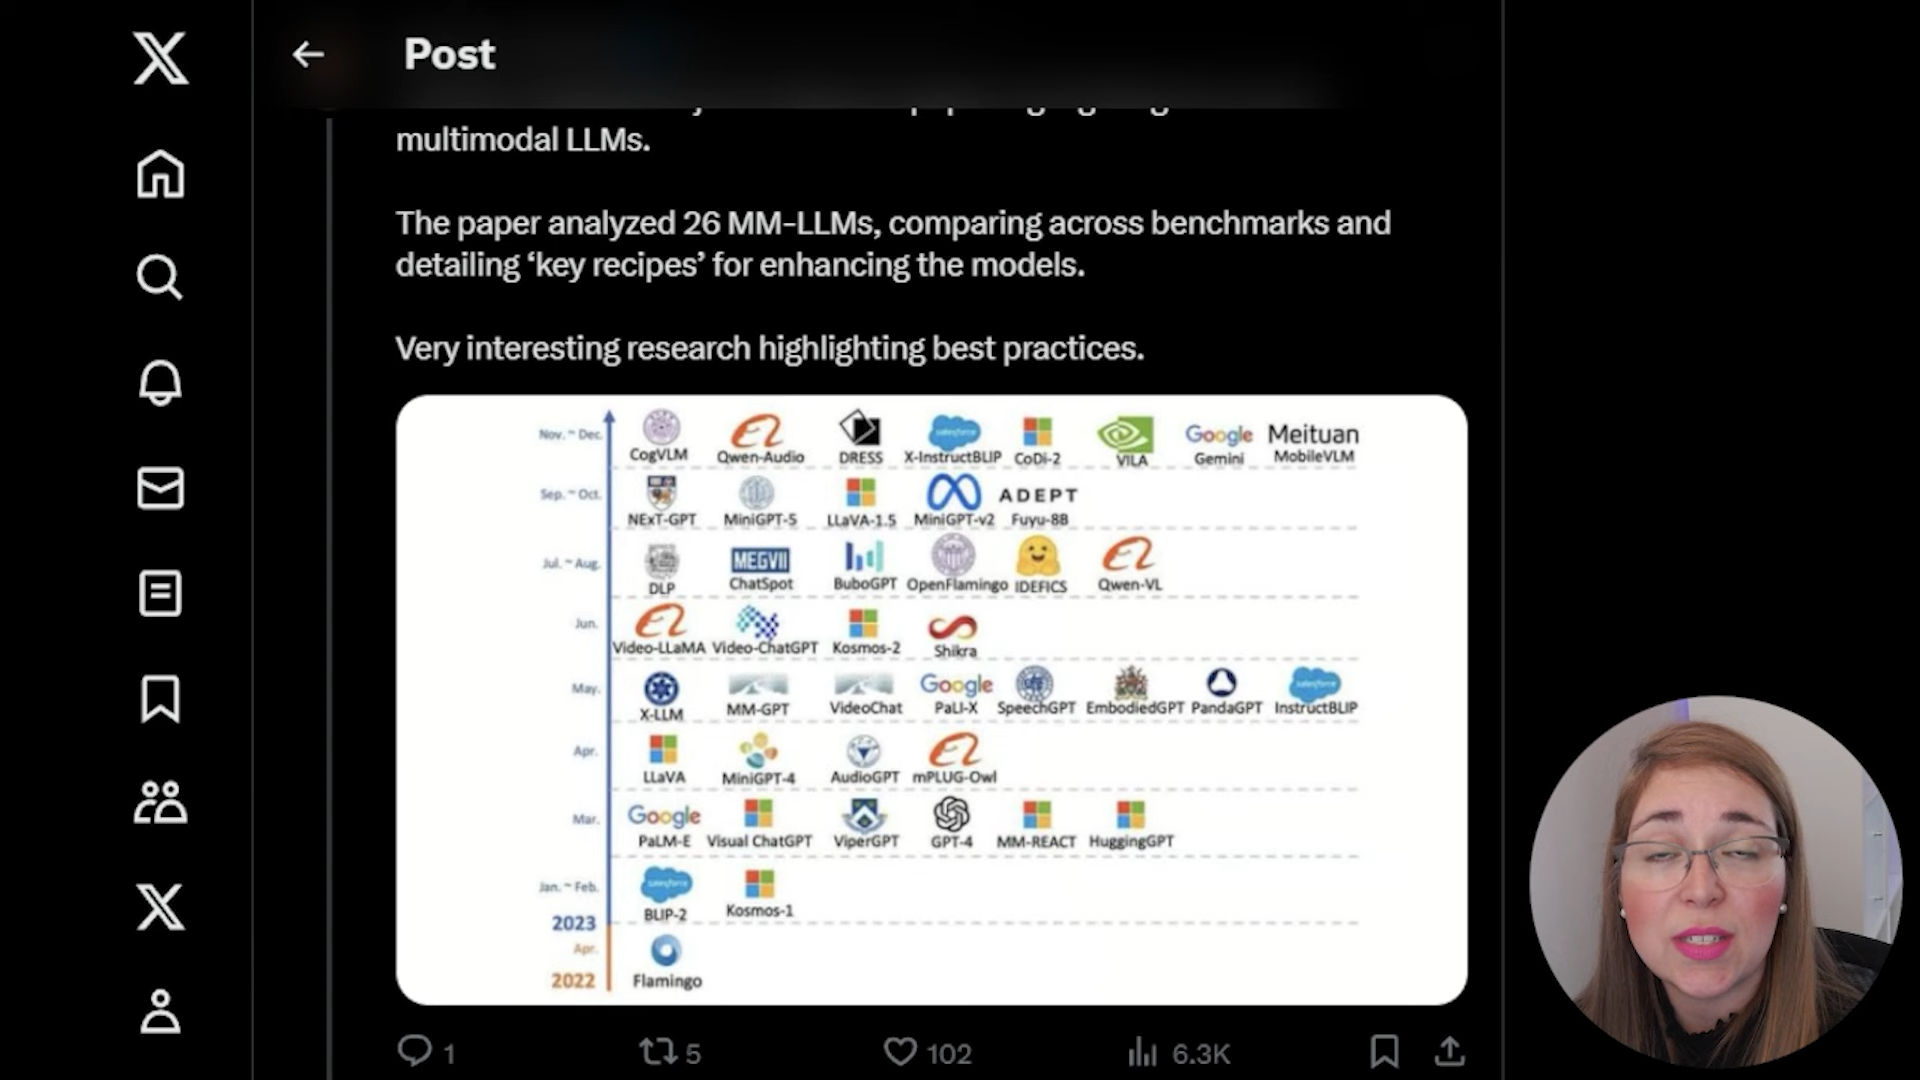 Post
multimodal LLMs.
The paper analyzed 26 MM-LLMs, comparing across benchmarks and
detailing ‘key recipes’ for enhancing the models.
Very interesting research highlighting best practices.
Nov. ~ Dec.
Google Meituan
CogVLM Qwen-Audio DRESS X-InstructBLIP CoDi-2 VILA Gemini MobileVLM
Sep. ~ Oct.
ADEPT
NExT-GPT MiniGPT-5 LLaVA-1.5 MiniGPT-v2 Fuyu-8B
Jul. ~ Aug.
MEGVII
DLP ChatSpot BuboGPT OpenFlamingo IDEFICS Qwen-VL
Jun.
Video-LLaMA Video-ChatGPT Kosmos-2 Shikra
May.
Google salesforce
X-LLM MM-GPT VideoChat PaLI-X SpeechGPT EmbodiedGPT PandaGPT InstructBLIP
Apr.
LLaVA MiniGPT-4 AudioGPT mPLUG-Owl
Mar.
Google
PaLM-E Visual ChatGPT ViperGPT GPT-4 MM-REACT HuggingGPT
Jan. ~ Feb.
salesforce
BLIP-2 Kosmos-1
2023
Apr.
2022
Flamingo
1 5 102 6.3K